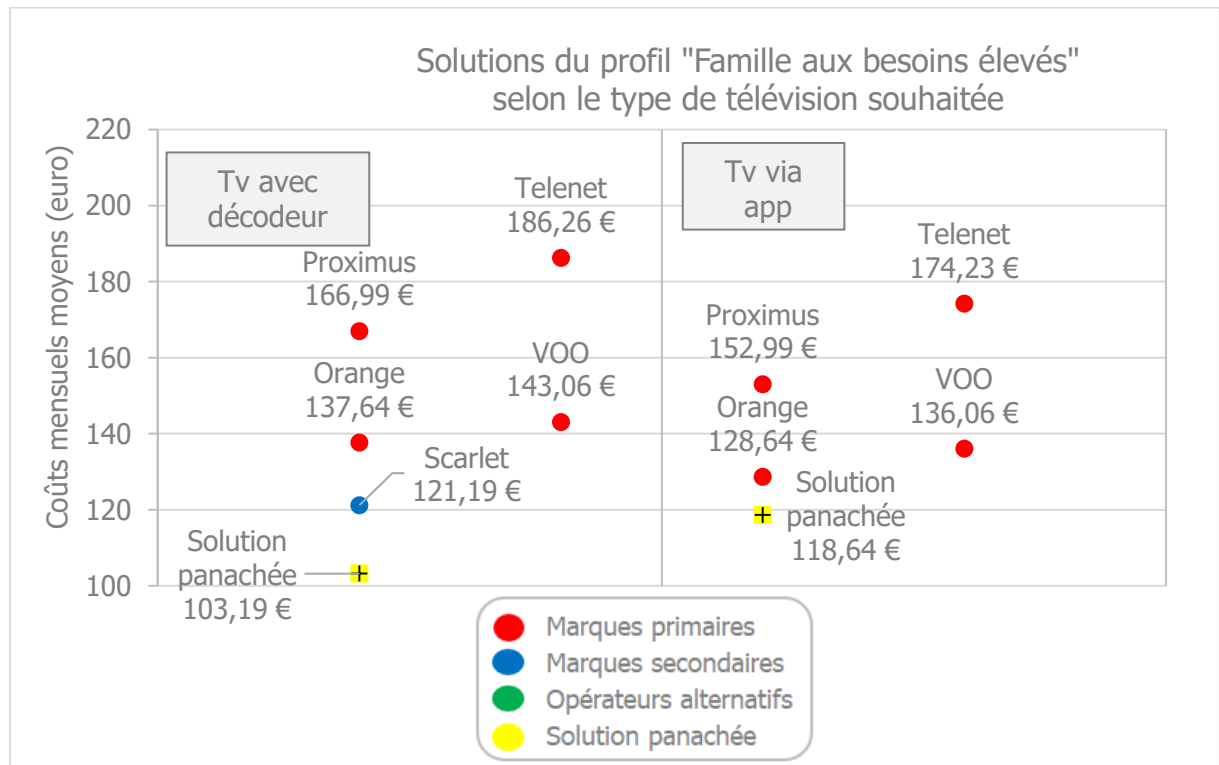 Solutions du profil "Famille aux besoins élevés"
selon le type de télévision souhaitée
Coûts mensuels moyens (euro)
220
200
180
160
140
120
100
Tv avec
décodeur
Telenet
186,26 €
Proximus
166,99 €
VOO
143,06 €
Orange
137,64 €
Scarlet
121,19 €
Solution
panachée
103,19 €
Tv via
app
Telenet
174,23 €
Proximus
152,99 €
VOO
136,06 €
Orange
128,64 €
Solution
panachée
118,64 €
Marques primaires
Marques secondaires
Opérateurs alternatifs
Solution panachée